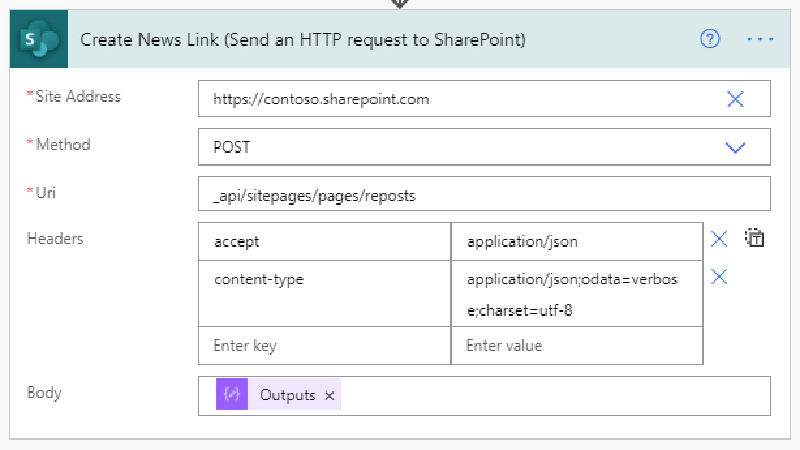 Create News Link (Send an HTTP request to SharePoint)
*Site Address
https://contoso.sharepoint.com
*Method
POST
*Uri
_api/sitepages/pages/reposts
Headers
accept
application/json
content-type
application/json;odata=verbos
e;charset=utf-8
Enter key
Enter value
Body
Outputs